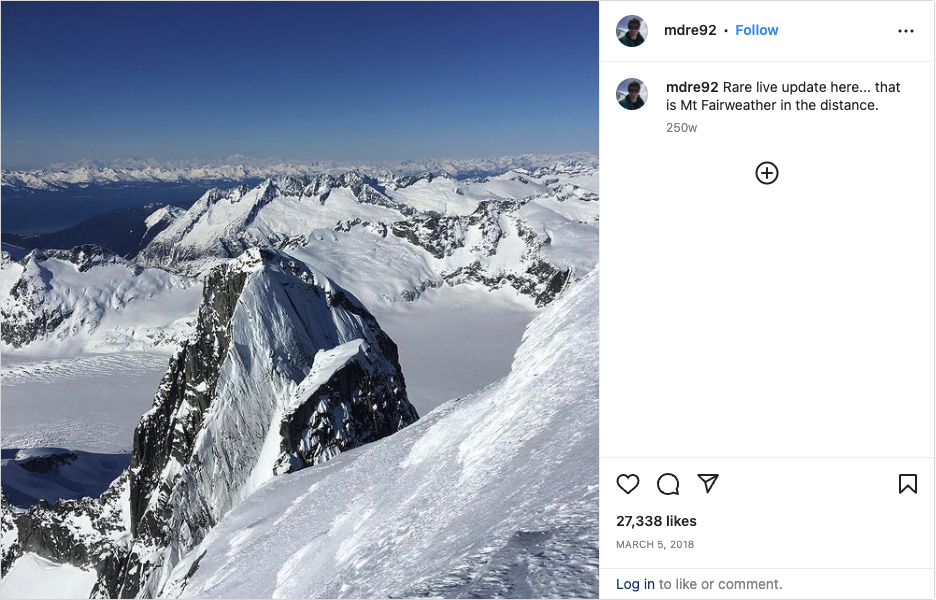 mdre92 • Follow
mdre92 Rare live update here... that
is Mt Fairweather in the distance.
250w
27,338 likes
MARCH 5, 2018
Log in to like or comment.